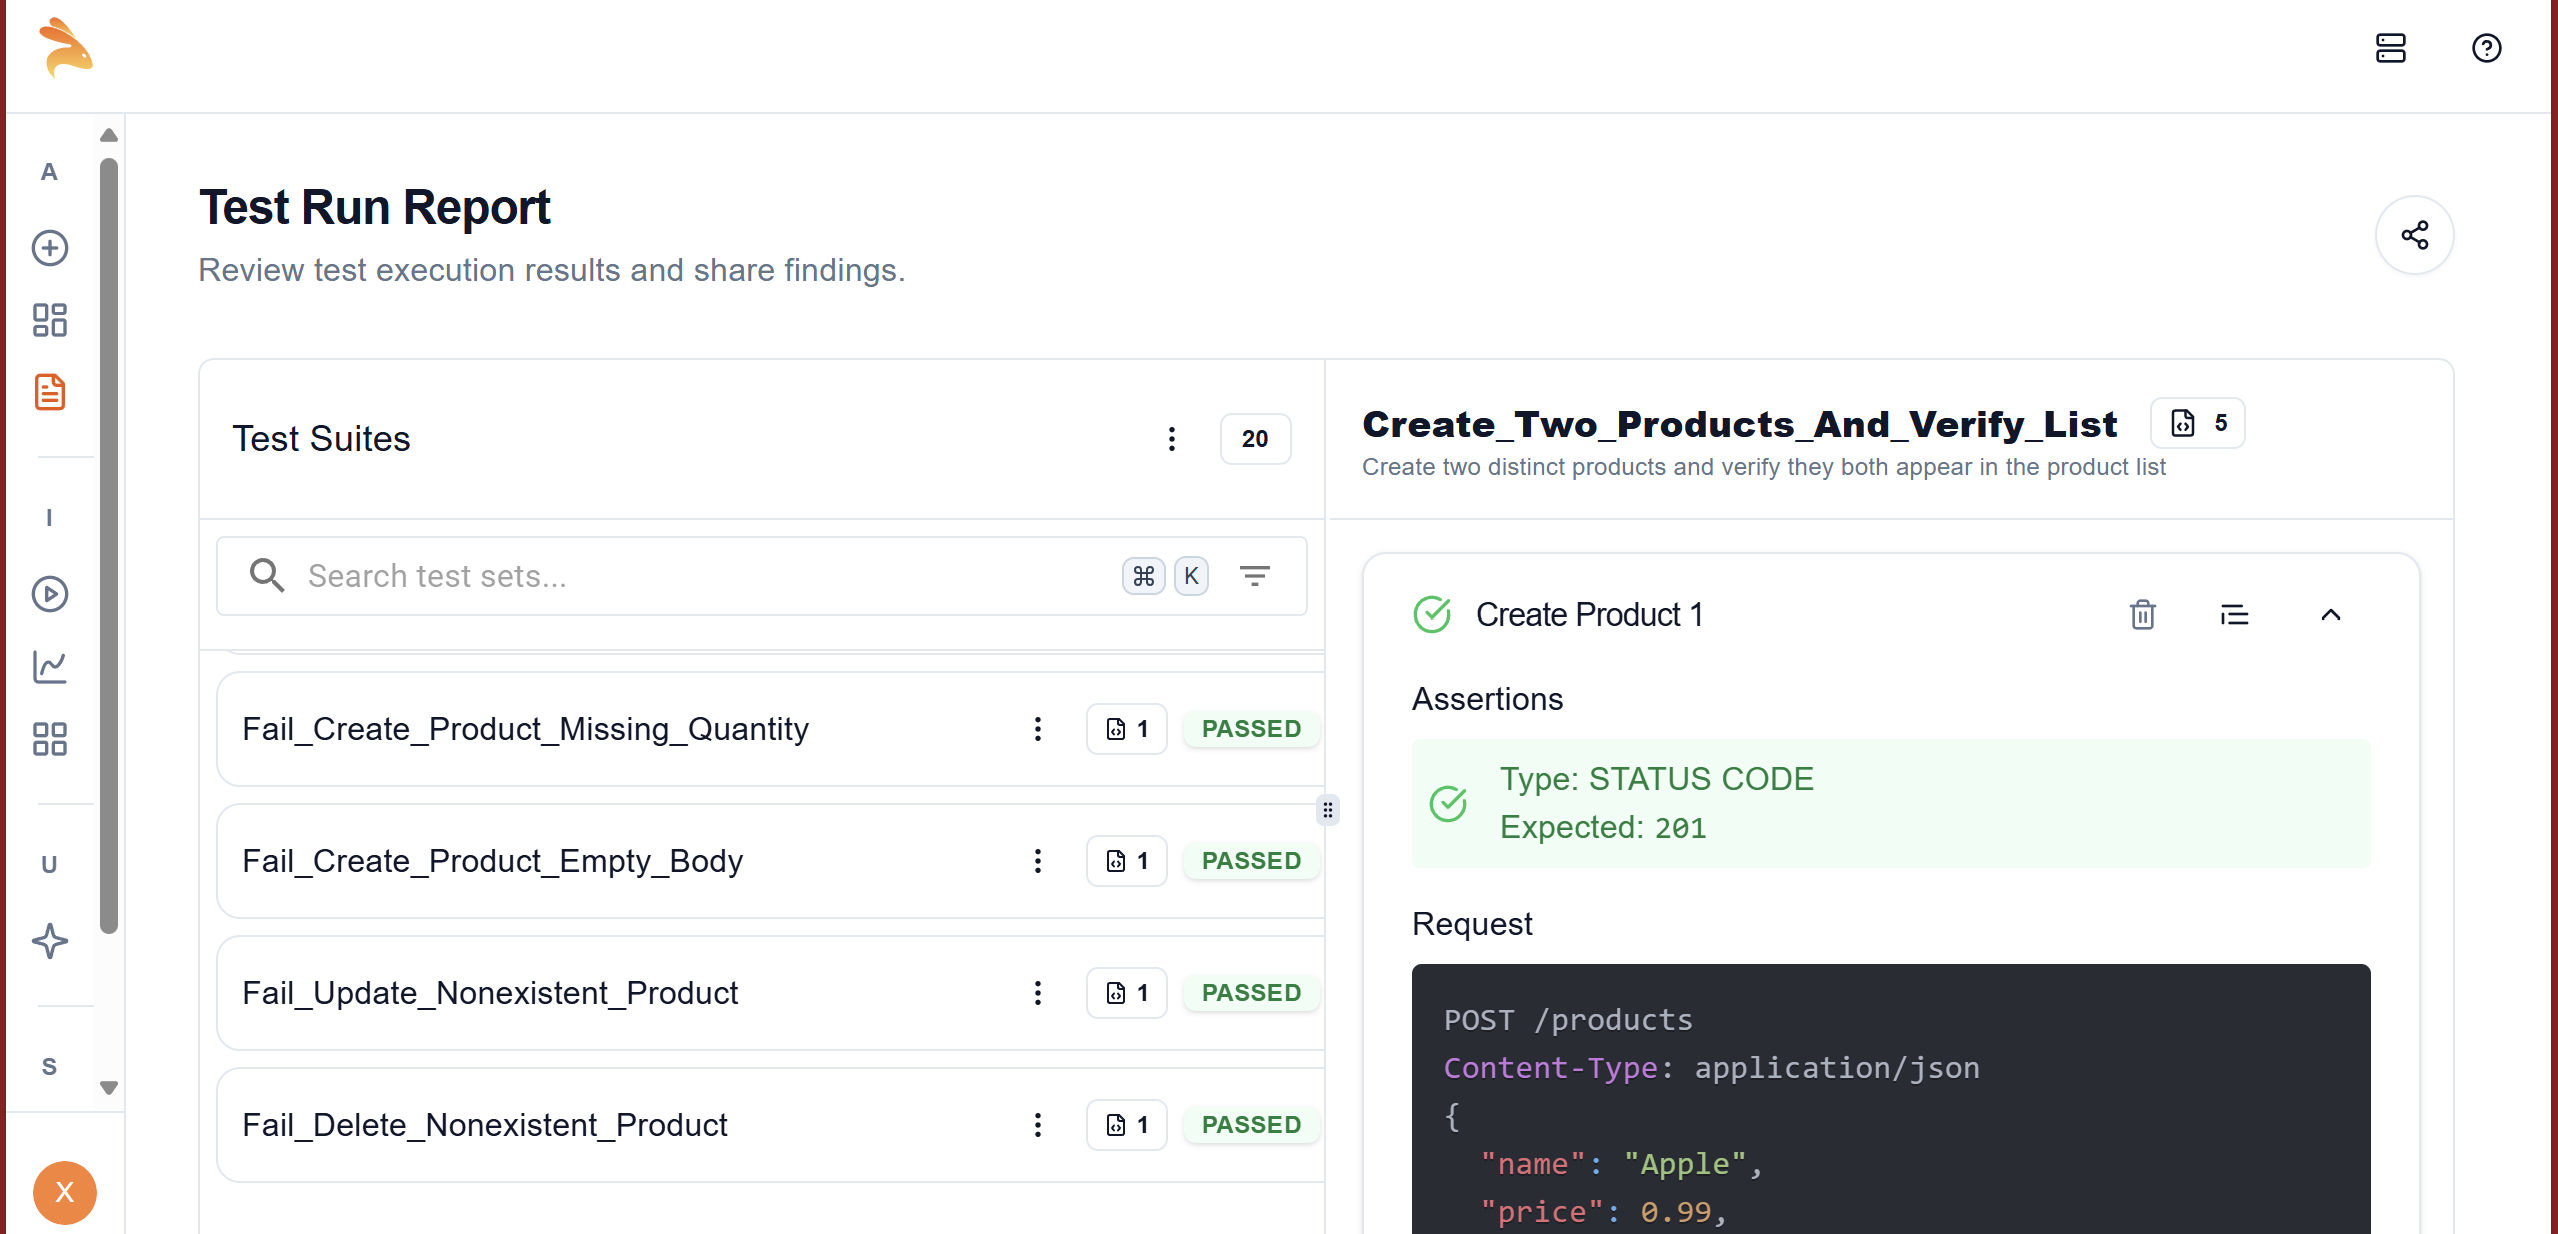 A
I
U
S
X
Test Run Report
Review test execution results and share findings.
Test Suites
20
Search test sets...
⌘ K
Fail_Create_Product_Missing_Quantity
1
PASSED
Fail_Create_Product_Empty_Body
1
PASSED
Fail_Update_Nonexistent_Product
1
PASSED
Fail_Delete_Nonexistent_Product
1
PASSED
Create_Two_Products_And_Verify_List
5
Create two distinct products and verify they both appear in the product list
Create Product 1
Assertions
Type: STATUS CODE
Expected: 201
Request
POST /products
Content-Type: application/json
{
"name": "Apple",
"price": 0.99,